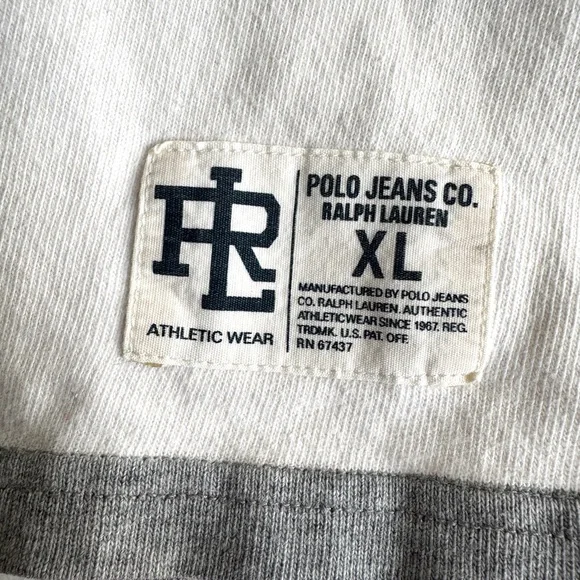 RL
ATHLETIC WEAR
POLO JEANS CO.
RALPH LAUREN
XL
MANUFACTURED BY POLO JEANS
CO. RALPH LAUREN. AUTHENTIC
ATHLETICWEAR SINCE 1967. REG.
TRDMK. U.S. PAT. OFF.
RN 67437